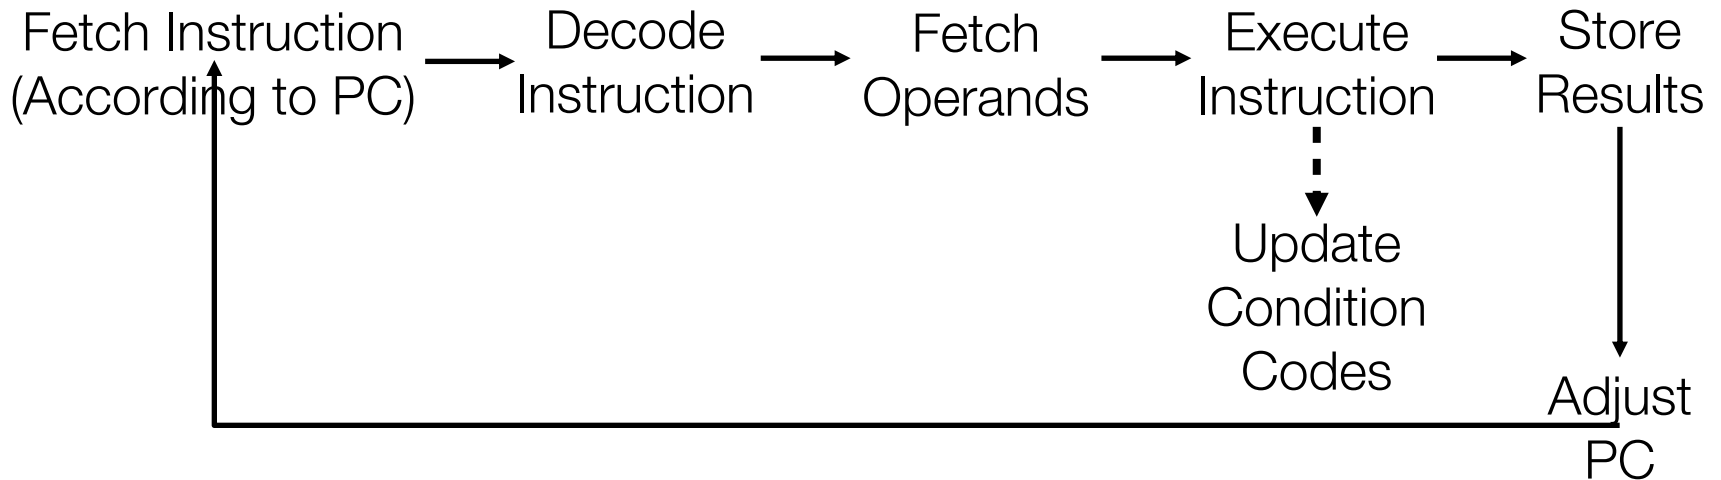 Fetch Instruction
(According to PC)
Decode
Instruction
Fetch
Operands
Execute
Instruction
Store
Results
Update
Condition
Codes
Adjust
PC